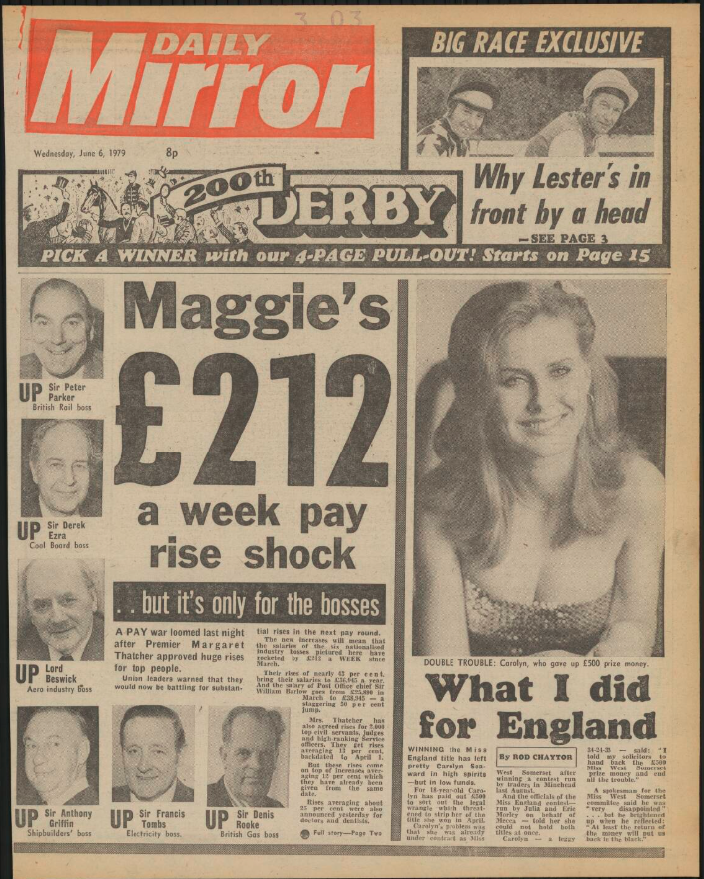 3 03
DAILY
Mirror
Wednesday, June 6, 1979 8p
BIG RACE EXCLUSIVE
Why Lester's in
front by a head
—SEE PAGE 3
200th
DERBY
PICK A WINNER with our 4-PAGE PULL-OUT! Starts on Page 15
UP Sir Peter
Parker
British Rail boss
UP Sir Derek
Ezra
Coal Board boss
UP Lord
Beswick
Aero industry boss
UP Sir Anthony
Griffin
Shipbuilders' boss
UP Sir Francis
Tombs
Electricity boss.
UP Sir Denis
Rooke
British Gas boss
Maggie's
£212
a week pay
rise shock
. . but it's only for the bosses
A PAY war loomed last night
after Premier Margaret
Thatcher approved huge rises
for top people.
Union leaders warned that they
would now be battling for substan-
tial rises in the next pay round.
The new increases will mean that
the salaries of the six nationalised
industry bosses pictured here have
rocketed by £212 a WEEK since
March.
Their rises of nearly 43 per cent,
bring their salaries to £36,945 a year.
And the salary of Post Office chief Sir
William Barlow goes from
March to — a
staggering 50 per cent
jump.
Mrs. Thatcher has
also agreed rises for
top civil servants, judges
and high-ranking Service
officers. They get rises
averaging 13 per cent,
backdated to April 1.
But these rises come
on top of increases aver-
aging 12 per cent which
they have already been
given from the same
date.
Rises averaging about
25 per cent were also
announced yesterday for
doctors and dentists.
Full story—Page Two
DOUBLE TROUBLE: Carolyn, who gave up £500 prize money.
What I did
for England
By ROD CHAYTOR
WINNING the Miss
England title has left
pretty Carolyn Sea-
ward in high spirits
—but in low funds.
For 18-year-old Caro-
lyn has paid out £500
to sort out the legal
wrangle which threat-
ened to strip her of the
title she won in April.
Carolyn's problem was
that she was already
under contract as Miss
West Somerset after
winning a contest run
by traders in Minehead
last August.
And the officials of the
Miss England contest—
run by Julia and Eric
Morley on behalf of
Mecca — told her she
could not hold both
titles at once.
Carolyn — a leggy
34-24-35 — said: "I
told my solicitors to
hand back the £500
Miss West Somerset
prize money and end
all the trouble."
A spokesman for the
Miss West Somerset
committee said he was
"very disappointed"
. . . but he brightened
up when he reflected:
"At least the return of
the money will put us
back in the black."